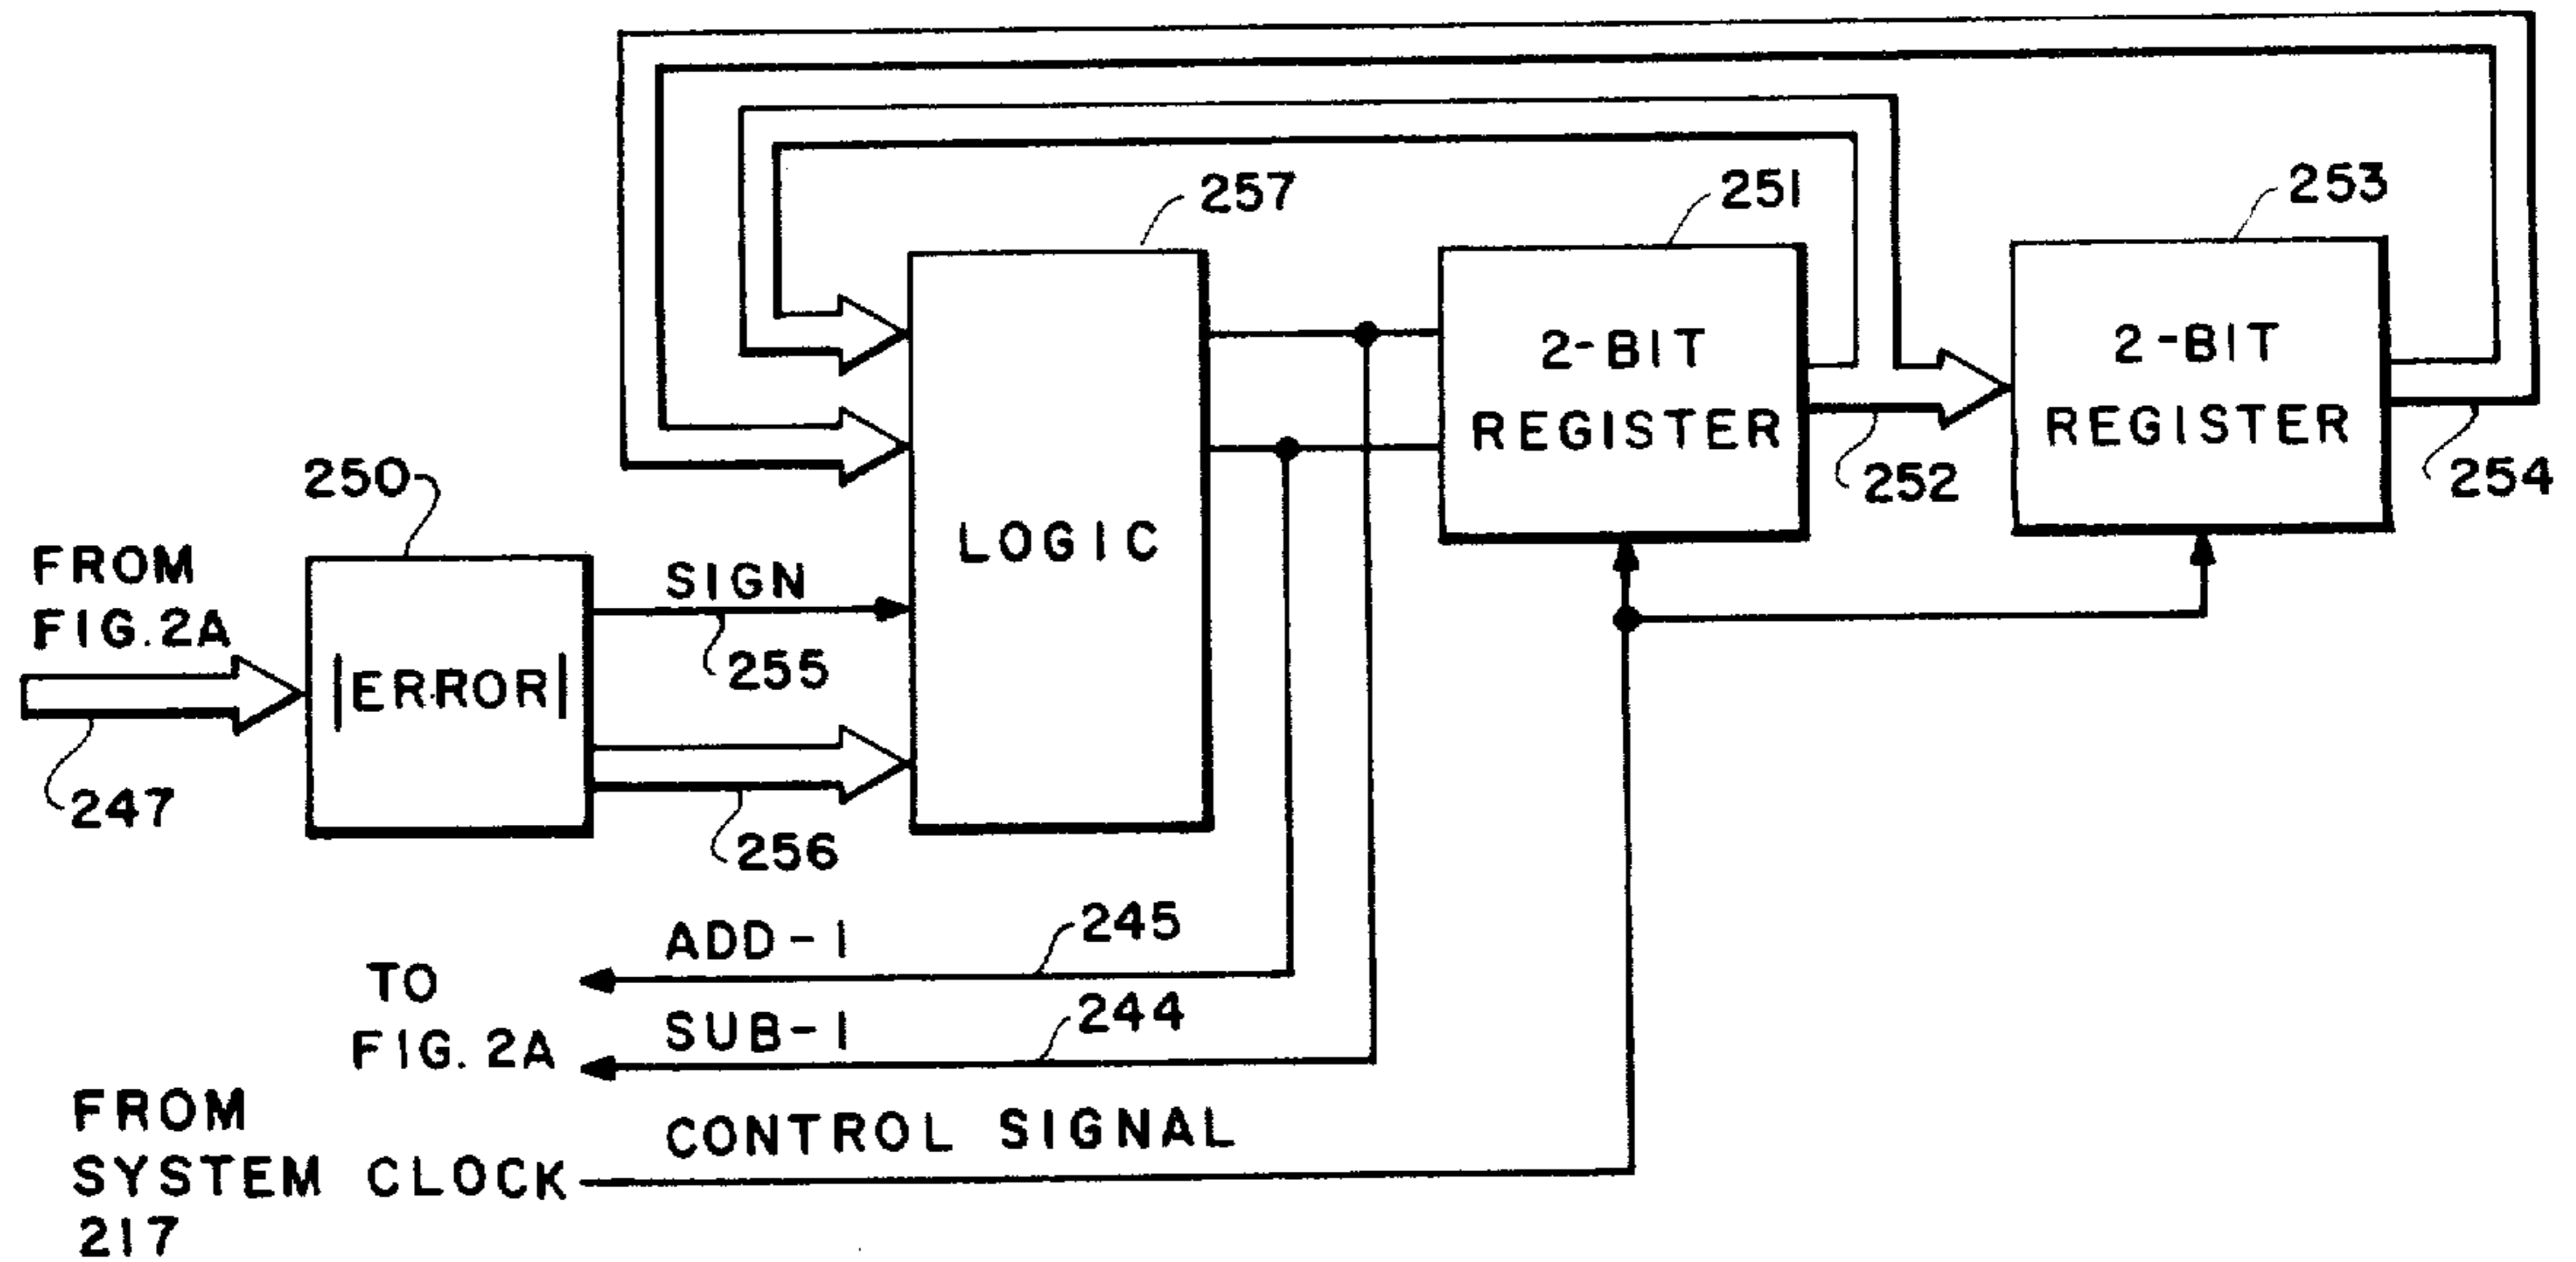 257
251
253
2-BIT
REGISTER
2-BIT
REGISTER
252
254
LOGIC
250
FROM
FIG.2A
|ERROR|
SIGN
255
247
256
ADD-1
245
TO
FIG. 2A
SUB-1
244
FROM
SYSTEM CLOCK
217
CONTROL SIGNAL